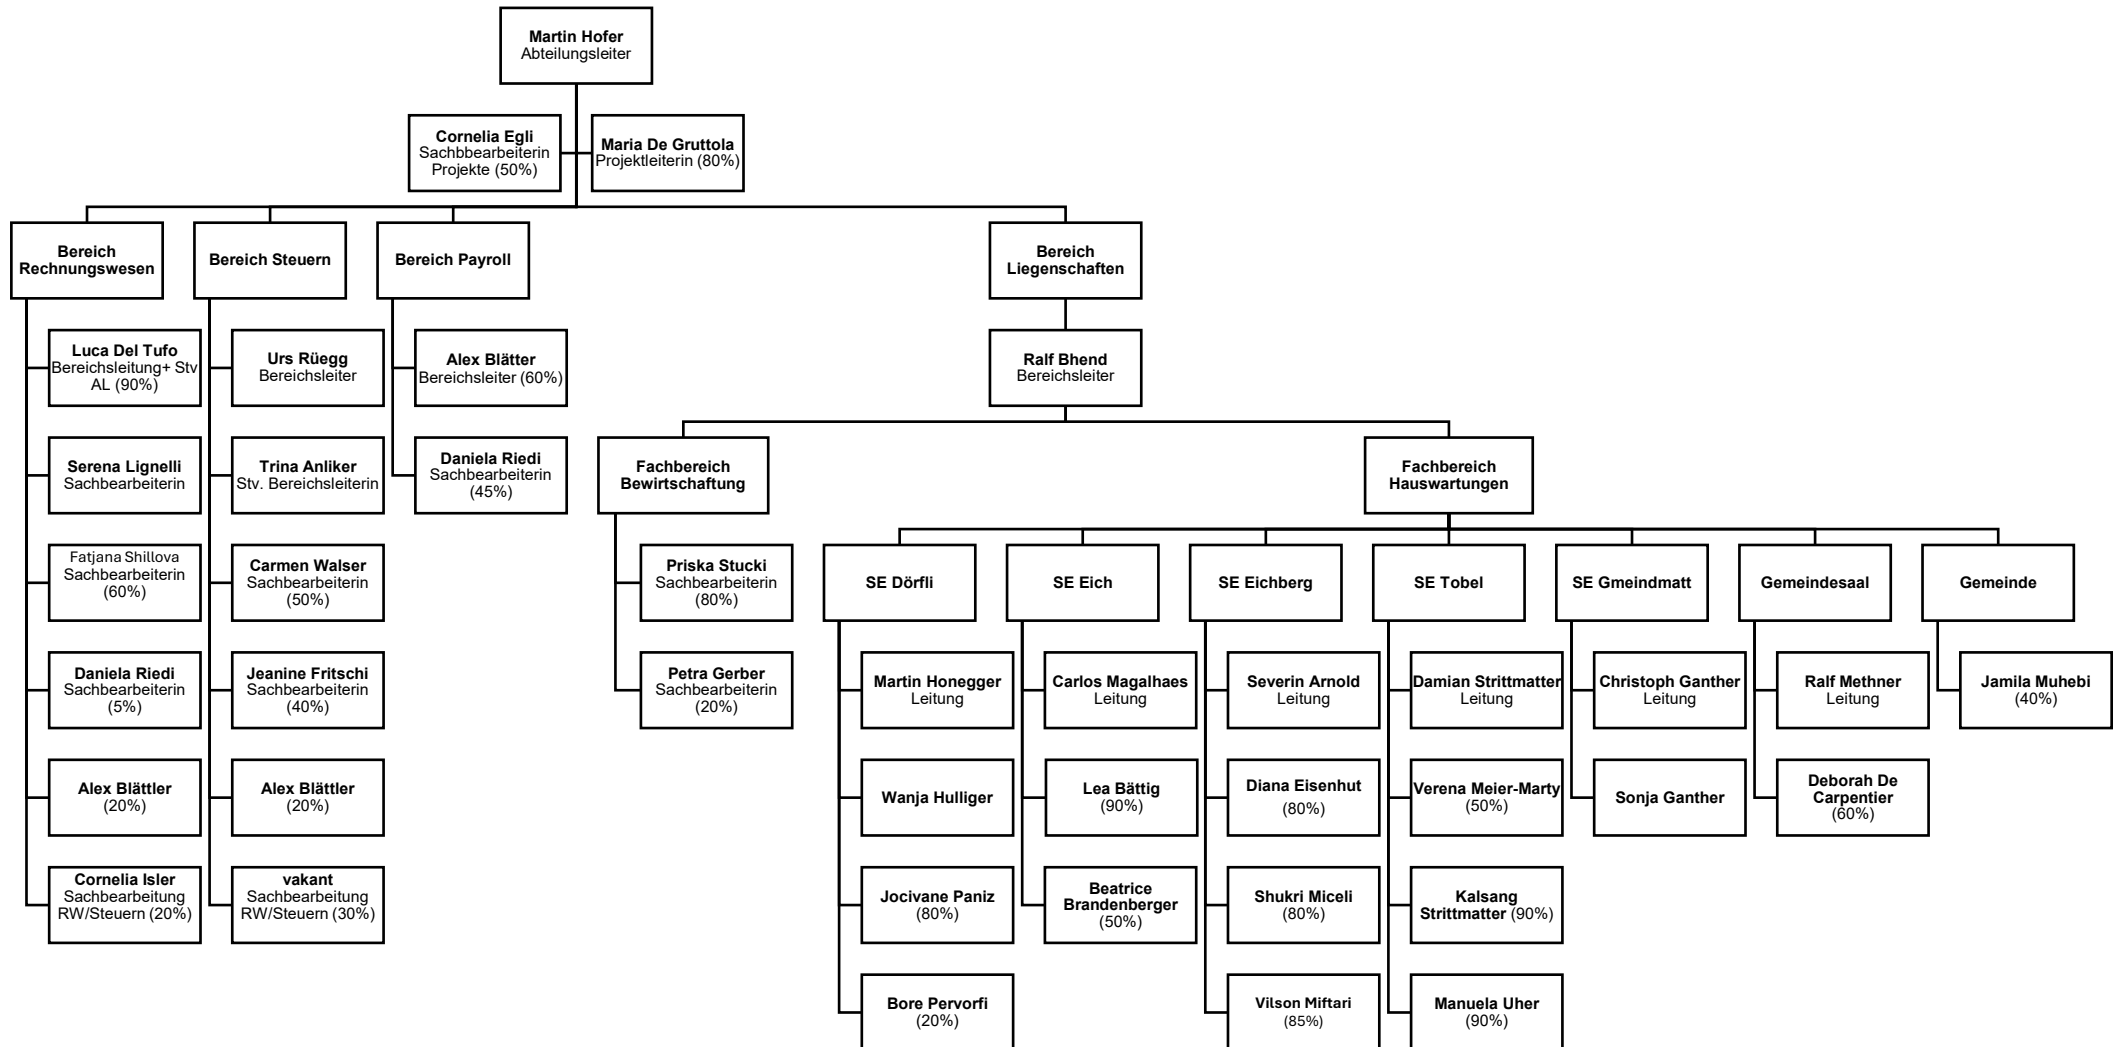 Martin Hofer
Abteilungsleiter
Cornelia Egli
Sachbbearbeiterin
Projekte (50%)
Maria De Gruttola
Projektleiterin (80%)
Bereich
Rechnungswesen
Bereich Steuern
Bereich Payroll
Bereich
Liegenschaften
Luca Del Tufo
Bereichsleitung+ Stv
AL (90%)
Urs Rüegg
Bereichsleiter
Alex Blätter
Bereichsleiter (60%)
Ralf Bhend
Bereichsleiter
Serena Lignelli
Sachbearbeiterin
Trina Anliker
Stv. Bereichsleiterin
Daniela Riedi
Sachbearbeiterin
(45%)
Fachbereich
Bewirtschaftung
Fachbereich
Hauswartungen
Fatjana Shillova
Sachbearbeiterin
(60%)
Carmen Walser
Sachbearbeiterin
(50%)
Priska Stucki
Sachbearbeiterin
(80%)
SE Dörfli
SE Eich
SE Eichberg
SE Tobel
SE Gmeindmatt
Gemeindesaal
Gemeinde
Daniela Riedi
Sachbearbeiterin
(5%)
Jeanine Fritschi
Sachbearbeiterin
(40%)
Petra Gerber
Sachbearbeiterin
(20%)
Martin Honegger
Leitung
Carlos Magalhaes
Leitung
Severin Arnold
Leitung
Damian Strittmatter
Leitung
Christoph Ganther
Leitung
Ralf Methner
Leitung
Jamila Muhebi
(40%)
Alex Blättler
(20%)
Alex Blättler
(20%)
Wanja Hulliger
Lea Bättig
(90%)
Diana Eisenhut
(80%)
Verena Meier-Marty
(50%)
Sonja Ganther
Deborah De
Carpentier
(60%)
Cornelia Isler
Sachbearbeitung
RW/Steuern (20%)
vakant
Sachbearbeitung
RW/Steuern (30%)
Jocivane Paniz
(80%)
Beatrice
Brandenberger
(50%)
Shukri Miceli
(80%)
Kalsang
Strittmatter (90%)
Bore Pervorfi
(20%)
Vilson Miftari
(85%)
Manuela Uher
(90%)